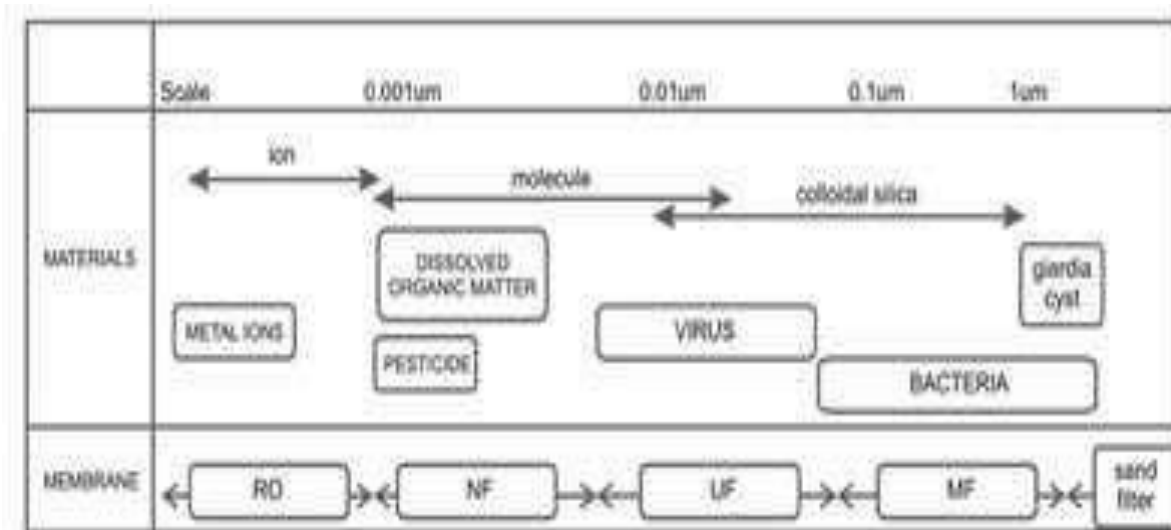 Scale 0.001um 0.01um 0.1um 1um
ion
molecule
colloidal silica
MATERIALS
DISSOLVED
ORGANIC MATTER
giardia
cyst
METAL IONS
VIRUS
PESTICIDE
BACTERIA
MEMBRANE
RO
NF
UF
MF
sand
filter